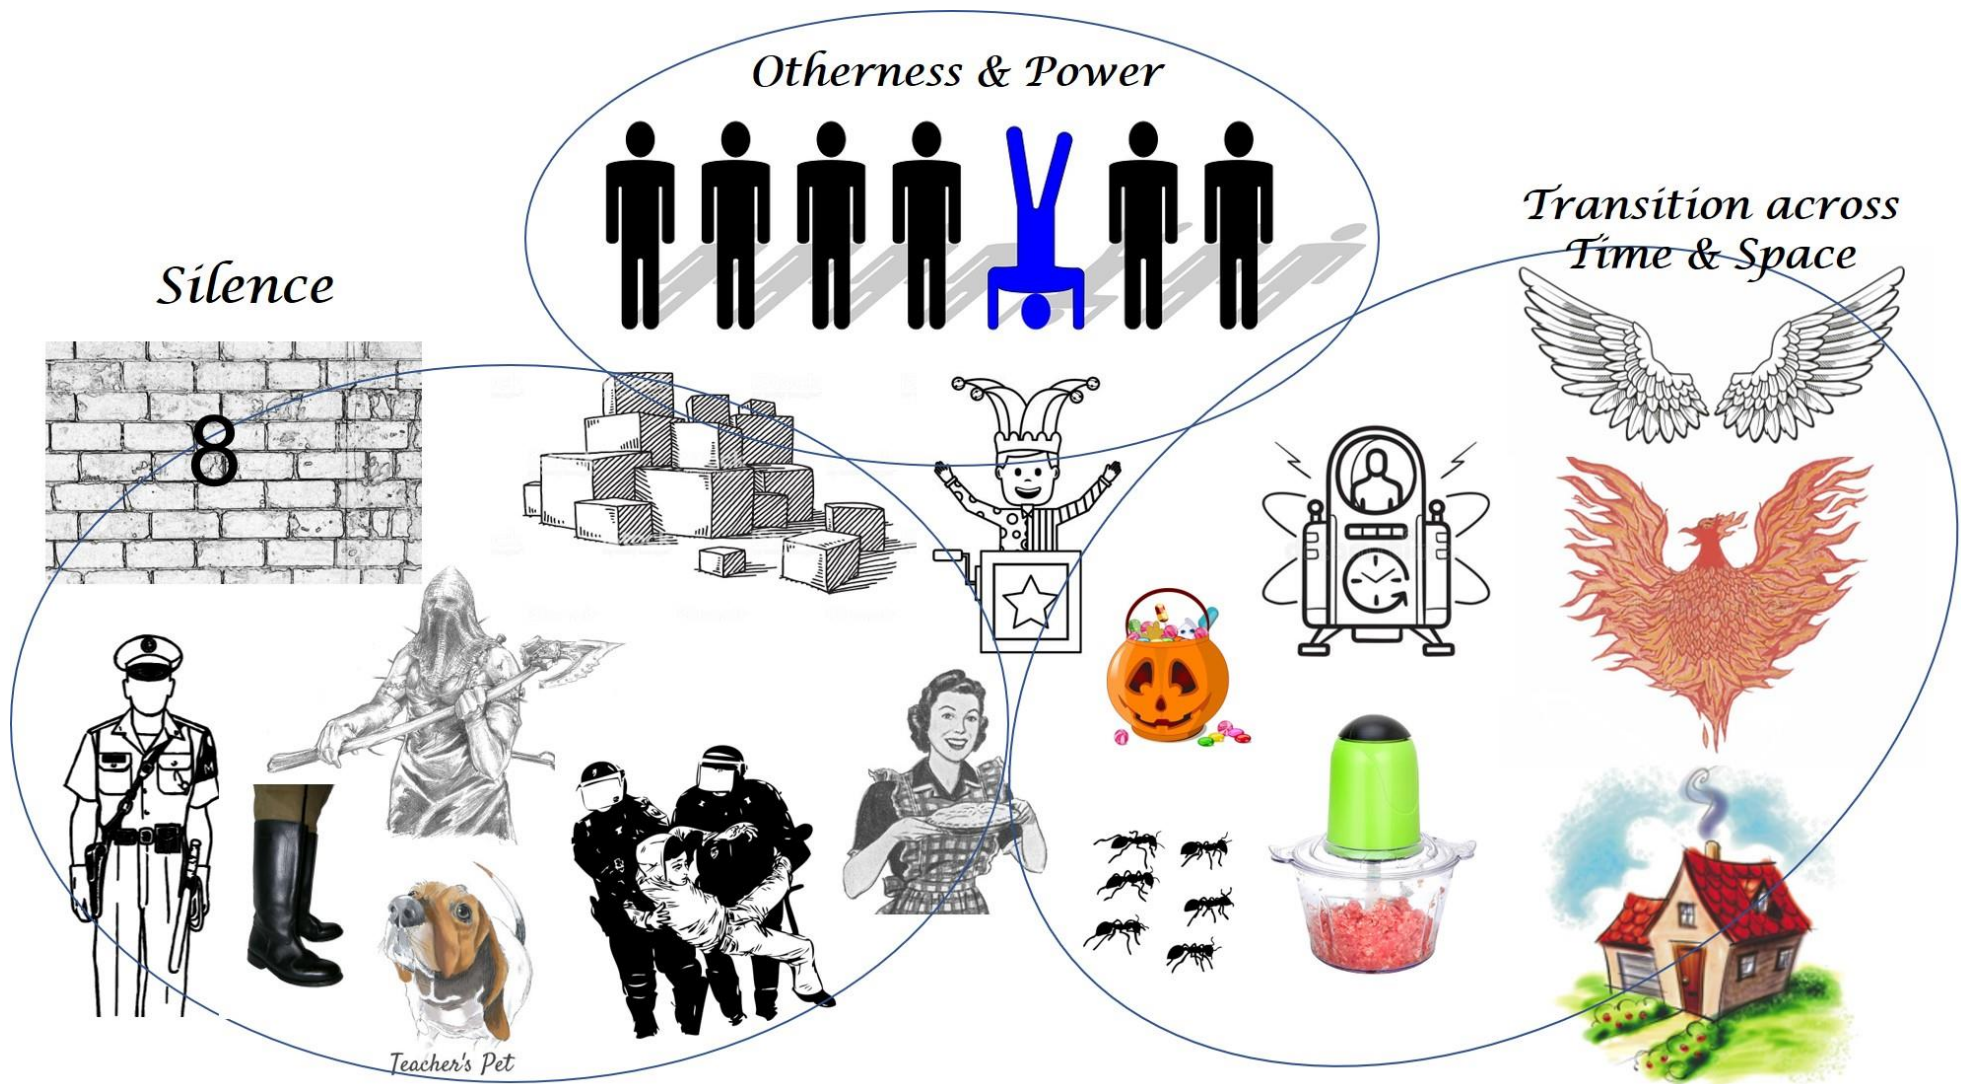 Otherness & Power
Transition across
Time & Space
Silence
8
Teacher's Pet